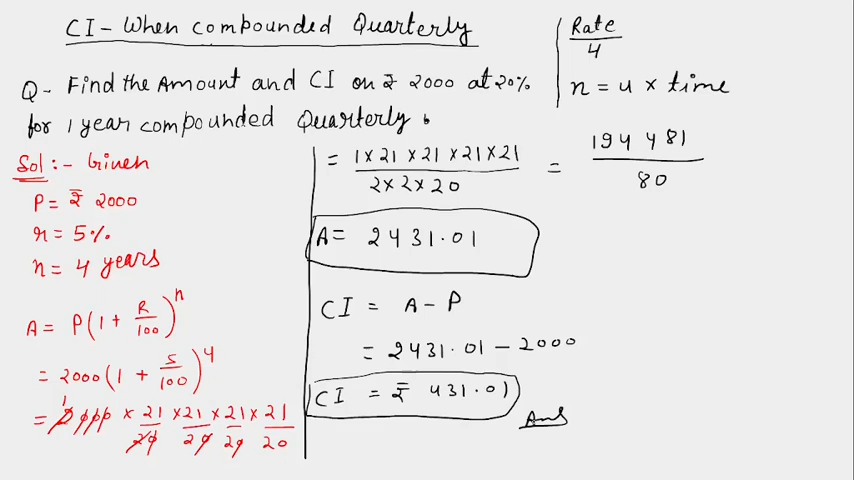 CI - When compounded Quarterly
Rate/4
n = 4 × time
Q - Find the Amount and CI on ₹ 2000 at 20%
for 1 year compounded Quarterly.
Sol :- Given
P = ₹ 2000
r = 5%
n = 4 years
A = P(1 + R/100)^n
= 2000(1 + 5/100)^4
= 2000 × 21/20 × 21/20 × 21/20 × 21/20
1
= 1×21×21×21×21 / 2×2×20 = 194481 / 80
A = 2431.01
CI = A - P
= 2431.01 - 2000
CI = ₹ 431.01
Ans